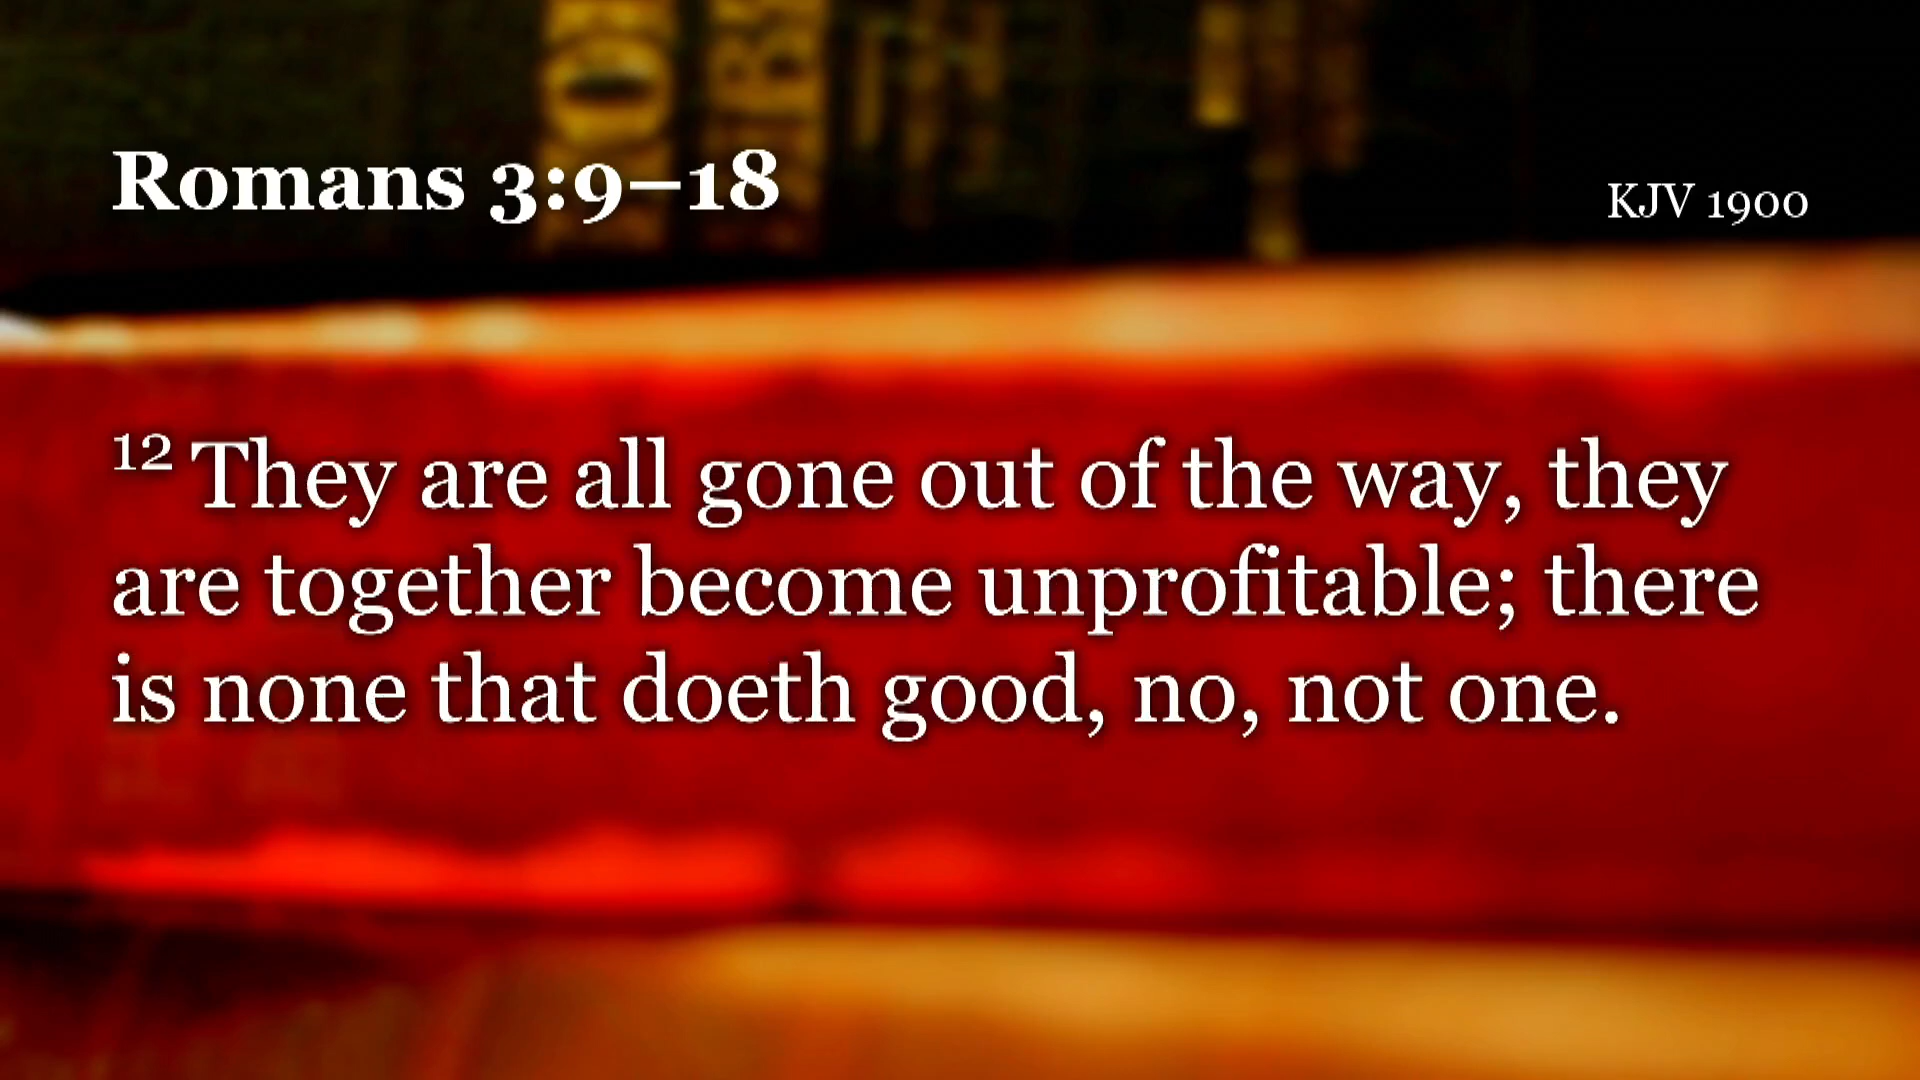 Romans 3:9–18
KJV 1900
12 They are all gone out of the way, they
are together become unprofitable; there
is none that doeth good, no, not one.